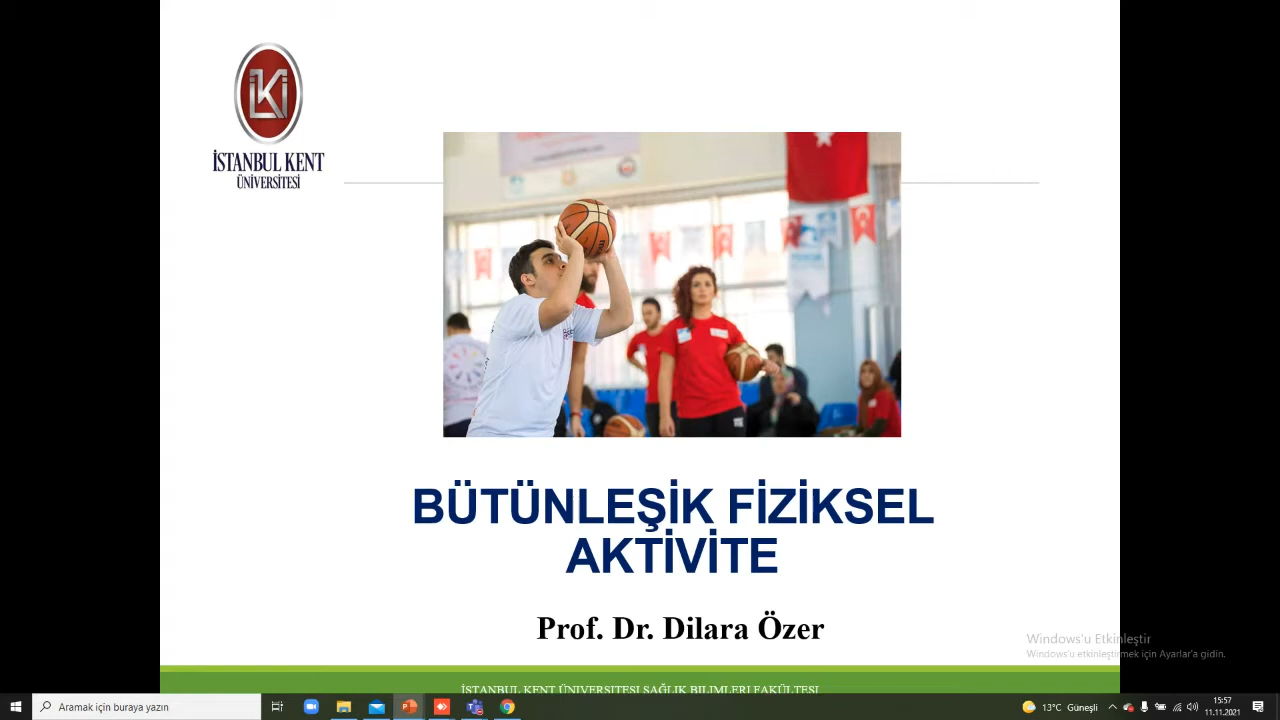 İSTANBUL KENT
ÜNİVERSİTESİ
BÜTÜNLEŞİK FİZİKSEL
AKTİVİTE
Prof. Dr. Dilara Özer
Windows'u Etkinleştir
Windows'u etkinleştirmek için Ayarlar'a gidin.
İSTANBUL KENT ÜNİVERSİTESİ SAĞLIK BİLİMLERİ FAKÜLTESİ
Aramak için buraya yazın
13°C Güneşli
15:57
11.11.2021